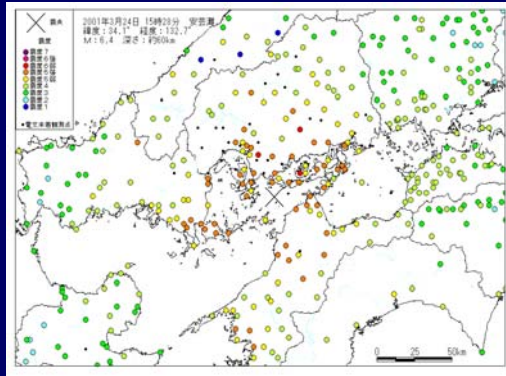 震央
震度
震度7
震度6強
震度6弱
震度5強
震度5弱
震度4
震度3
震度2
震度1
2001年3月24日 15時28分 安芸灘
緯度:34.1° 経度:132.7°
M:6.4 深さ:約60km
0 25 50km